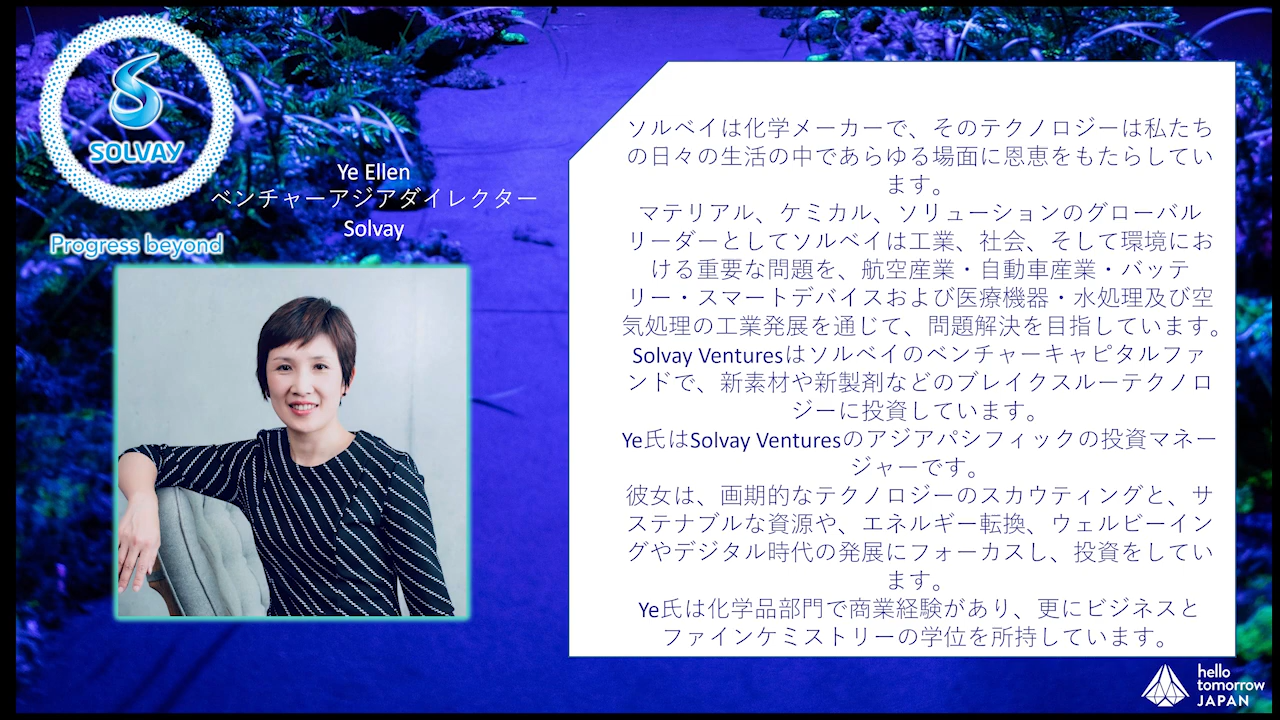 SOLVAY
Progress beyond
Ye Ellen
ベンチャーアジアダイレクター
Solvay
ソルベイは化学メーカーで、そのテクノロジーは私たち
の日々の生活の中であらゆる場面に恩恵をもたらしてい
ます。
マテリアル、ケミカル、ソリューションのグローバル
リーダーとしてソルベイは工業、社会、そして環境にお
ける重要な問題を、航空産業・自動車産業・バッテ
リー・スマートデバイスおよび医療機器・水処理及び空
気処理の工業発展を通じて、問題解決を目指しています。
Solvay Venturesはソルベイのベンチャーキャピタルファ
ンドで、新素材や新製剤などのブレイクスルーテクノロ
ジーに投資しています。
Ye氏はSolvay Venturesのアジアパシフィックの投資マネー
ジャーです。
彼女は、画期的なテクノロジーのスカウティングと、サ
ステナブルな資源や、エネルギー転換、ウェルビーイン
グやデジタル時代の発展にフォーカスし、投資をしてい
ます。
Ye氏は化学品部門で商業経験があり、更にビジネスと
ファインケミストリーの学位を所持しています。
hello
tomorrow
JAPAN